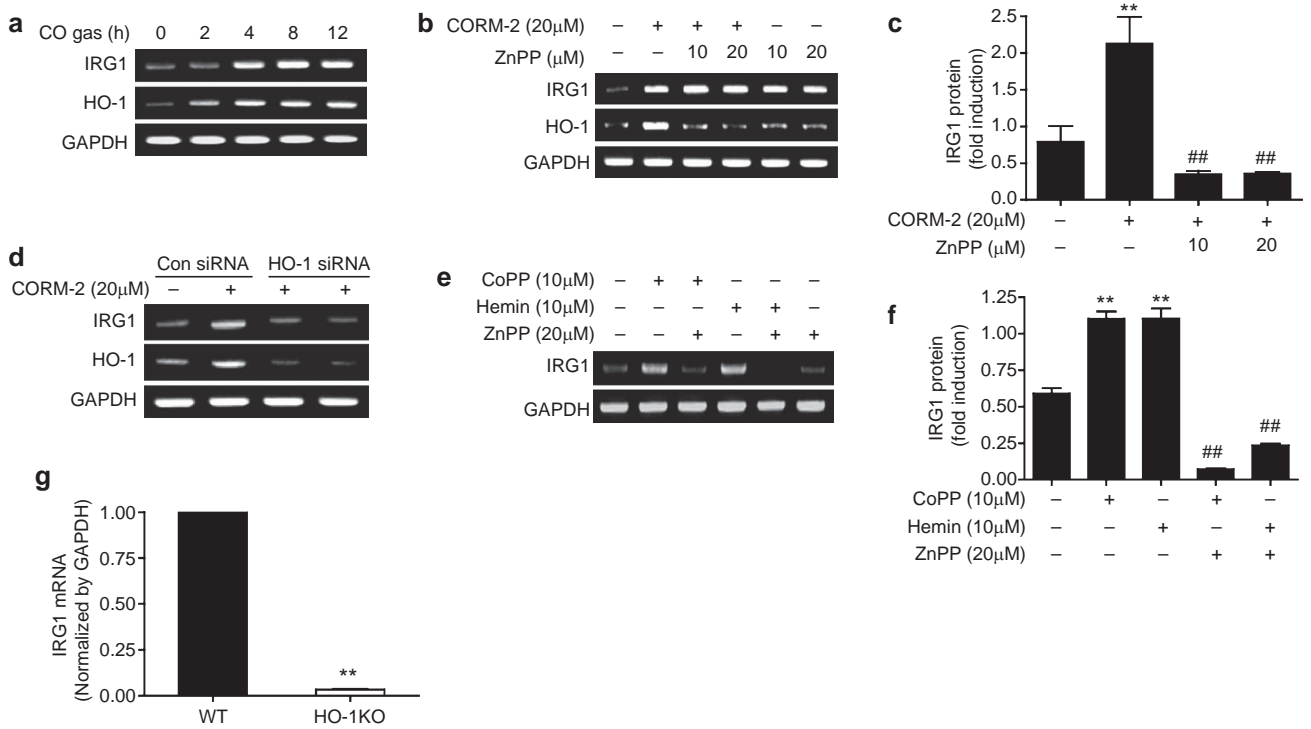 a
CO gas (h) 0 2 4 8 12
IRG1
HO-1
GAPDH
b
CORM-2 (20μM) – + + + – –
ZnPP (μM) – – 10 20 10 20
IRG1
HO-1
GAPDH
c
IRG1 protein
(fold induction)
2.5
2.0
1.5
1.0
0.5
0.0
**
## ##
CORM-2 (20μM) – + + +
ZnPP (μM) – – 10 20
d
Con siRNA HO-1 siRNA
CORM-2 (20μM) – + + +
IRG1
HO-1
GAPDH
e
CoPP (10μM) – + + – – –
Hemin (10μM) – – – + + –
ZnPP (20μM) – – + – + +
IRG1
GAPDH
f
IRG1 protein
(fold induction)
1.25
1.00
0.75
0.50
0.25
0.00
** **
##
##
CoPP (10μM) – + – + –
Hemin (10μM) – – + – +
ZnPP (20μM) – – – + +
g
IRG1 mRNA
(Normalized by GAPDH)
1.00
0.75
0.50
0.25
0.00
**
WT HO-1KO